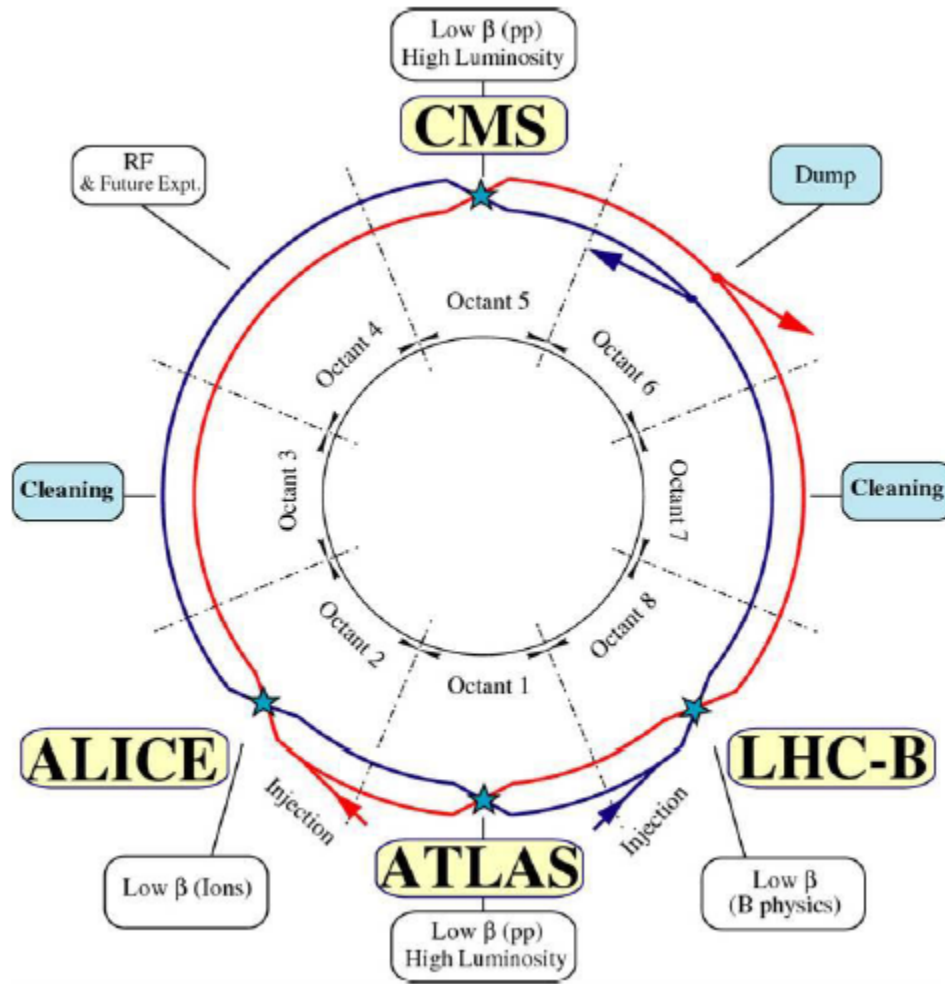 Low β (pp)
High Luminosity
CMS
RF
& Future Expt.
Dump
Octant 5
Octant 4
Octant 6
Cleaning
Octant 3
Octant 7
Cleaning
Octant 2
Octant 8
Octant 1
ALICE
LHC-B
Injection
Injection
ATLAS
Low β (Ions)
Low β
(B physics)
Low β (pp)
High Luminosity